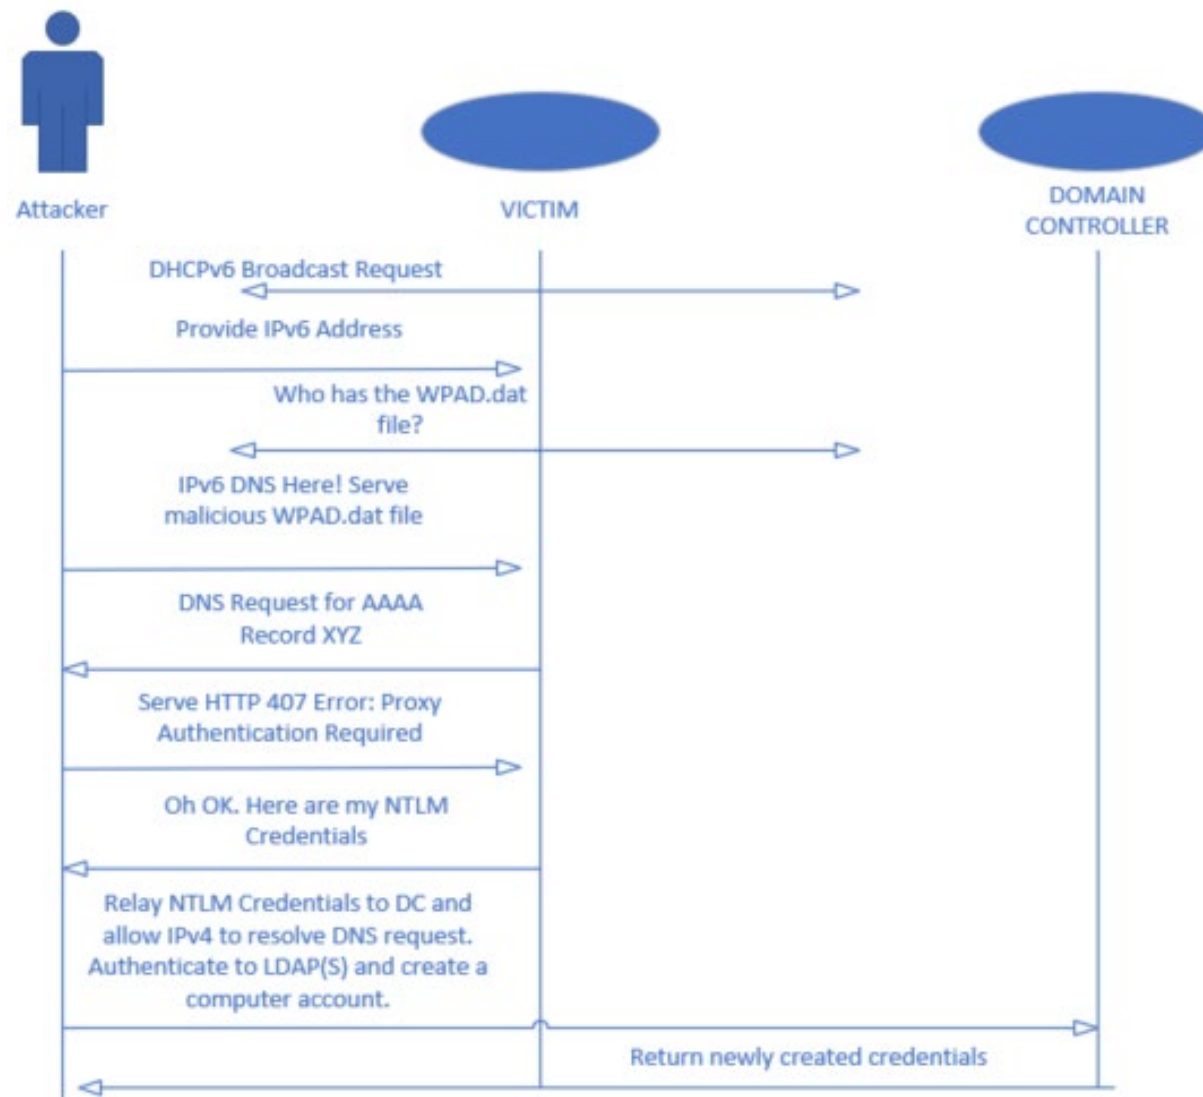 Attacker
VICTIM
DOMAIN
CONTROLLER
DHCPv6 Broadcast Request
Provide IPv6 Address
Who has the WPAD.dat
file?
IPv6 DNS Here! Serve
malicious WPAD.dat file
DNS Request for AAAA
Record XYZ
Serve HTTP 407 Error: Proxy
Authentication Required
Oh OK. Here are my NTLM
Credentials
Relay NTLM Credentials to DC and
allow IPv4 to resolve DNS request.
Authenticate to LDAP(S) and create a
computer account.
Return newly created credentials